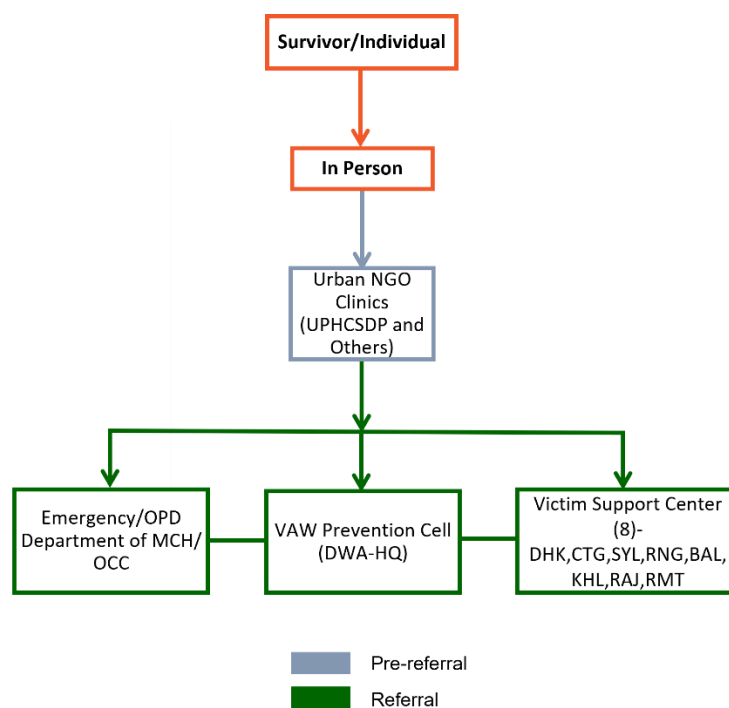 Survivor/Individual
In Person
Urban NGO
Clinics
(UPHCSDP and
Others)
Emergency/OPD
Department of MCH/
OCC
VAW Prevention Cell
(DWA-HQ)
Victim Support Center
(8)-
DHK,CTG,SYL,RNG,BAL,
KHL,RAJ,RMT
Pre-referral
Referral